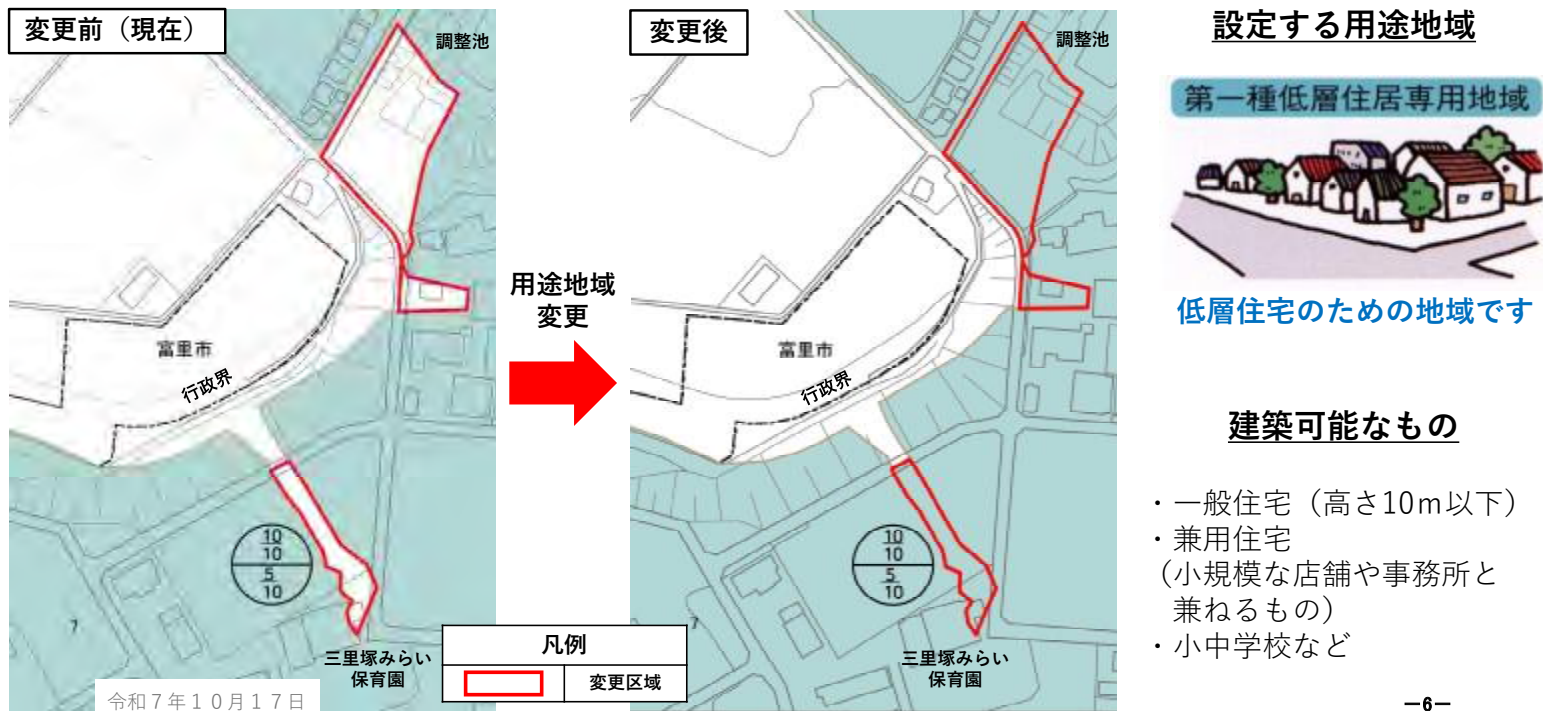 変更前（現在）
調整池
富里市
行政界
10
10
5
10
7
三里塚みらい
保育園
令和７年１０月１７日
用途地域
変更
変更後
調整池
富里市
行政界
10
10
5
10
7
三里塚みらい
保育園
凡例
変更区域
設定する用途地域
第一種低層住居専用地域
低層住宅のための地域です
建築可能なもの
・一般住宅（高さ10ｍ以下）
・兼用住宅
（小規模な店舗や事務所と
兼ねるもの）
・小中学校など
－6－